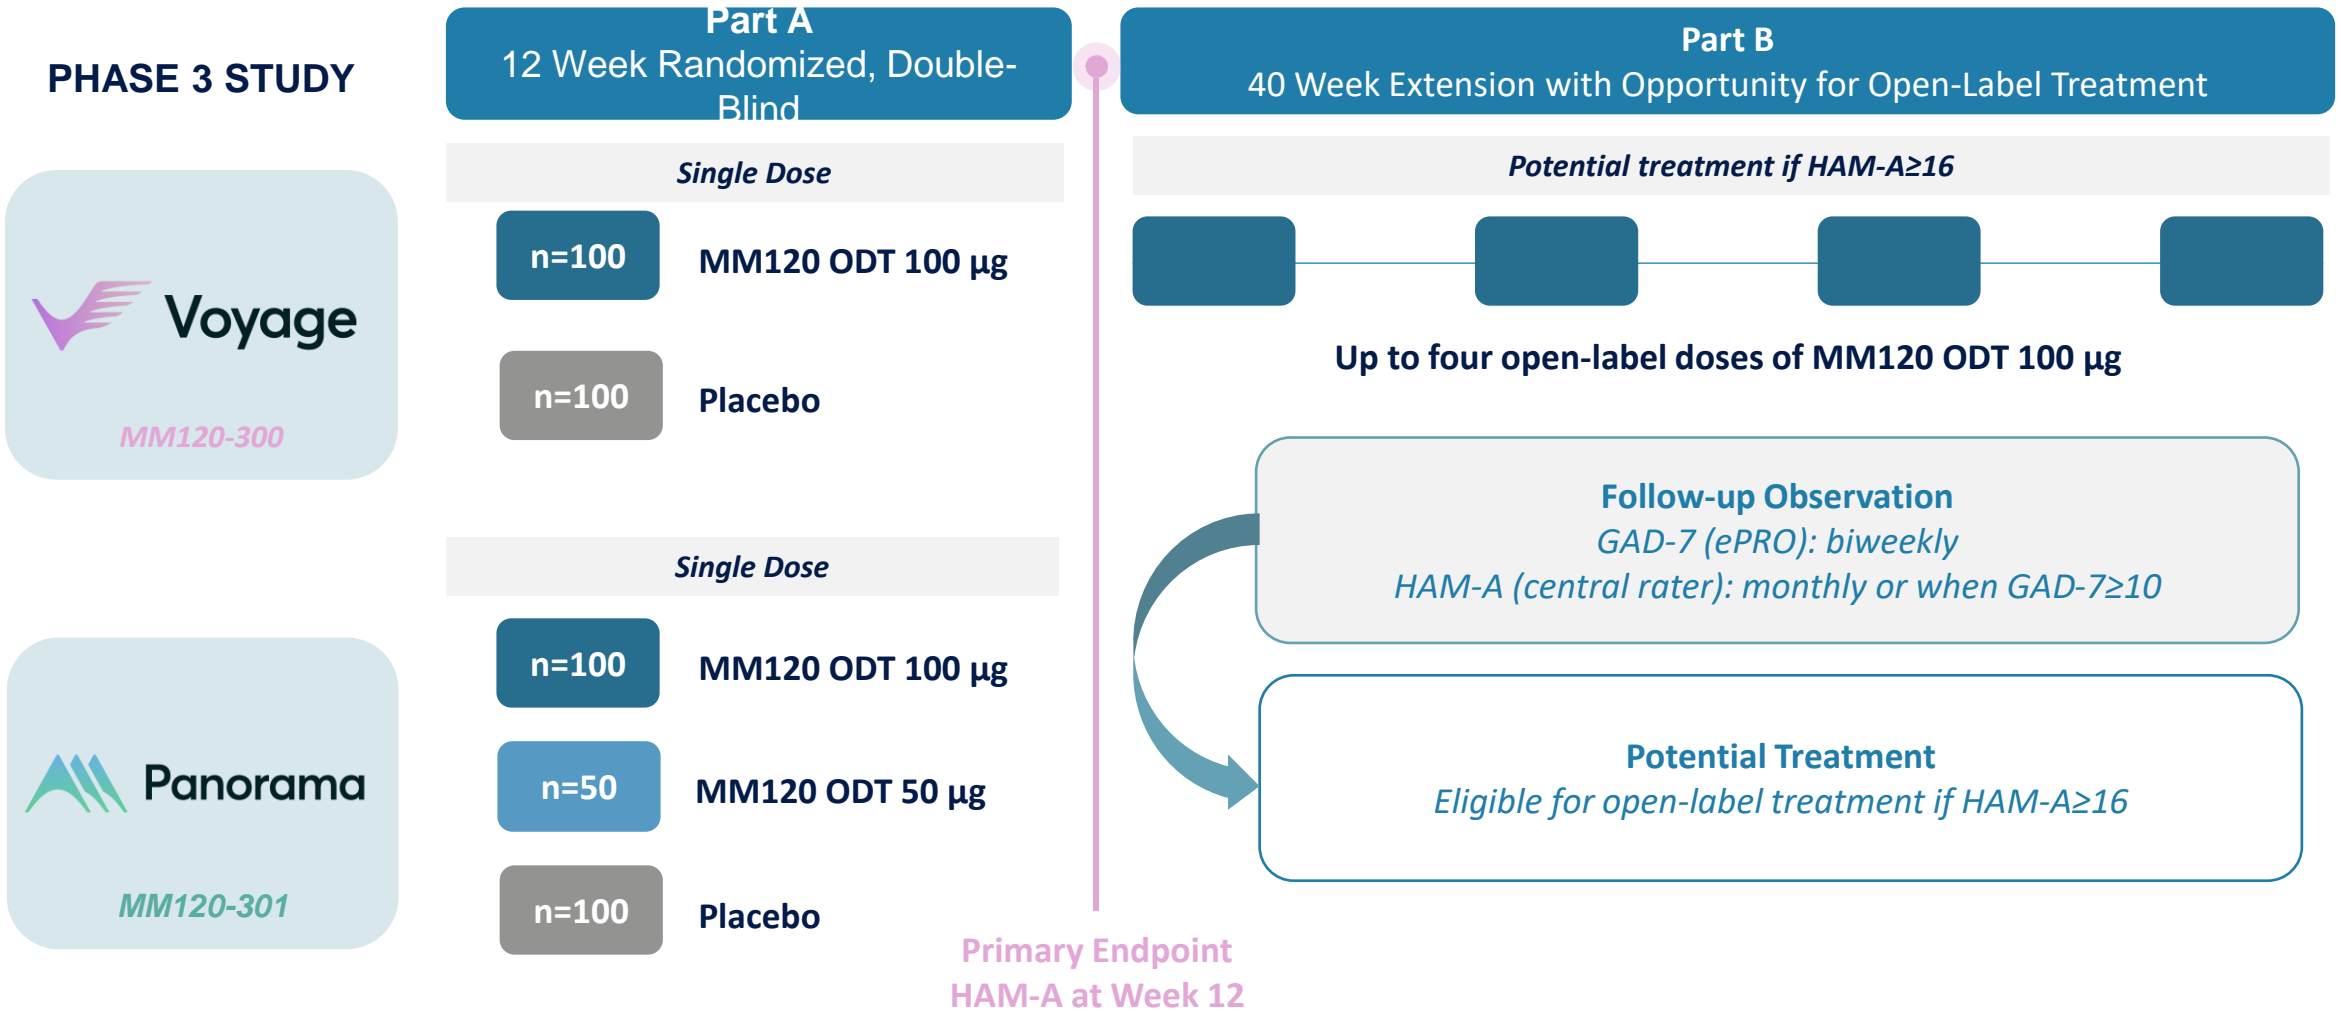 PHASE 3 STUDY
Part A
12 Week Randomized, Double-
Blind
Part B
40 Week Extension with Opportunity for Open-Label Treatment
Voyage
MM120-300
Single Dose
n=100
MM120 ODT 100 µg
n=100
Placebo
Panorama
MM120-301
Single Dose
n=100
MM120 ODT 100 µg
n=50
MM120 ODT 50 µg
n=100
Placebo
Primary Endpoint
HAM-A at Week 12
Potential treatment if HAM-A≥16
Up to four open-label doses of MM120 ODT 100 µg
Follow-up Observation
GAD-7 (ePRO): biweekly
HAM-A (central rater): monthly or when GAD-7≥10
Potential Treatment
Eligible for open-label treatment if HAM-A≥16